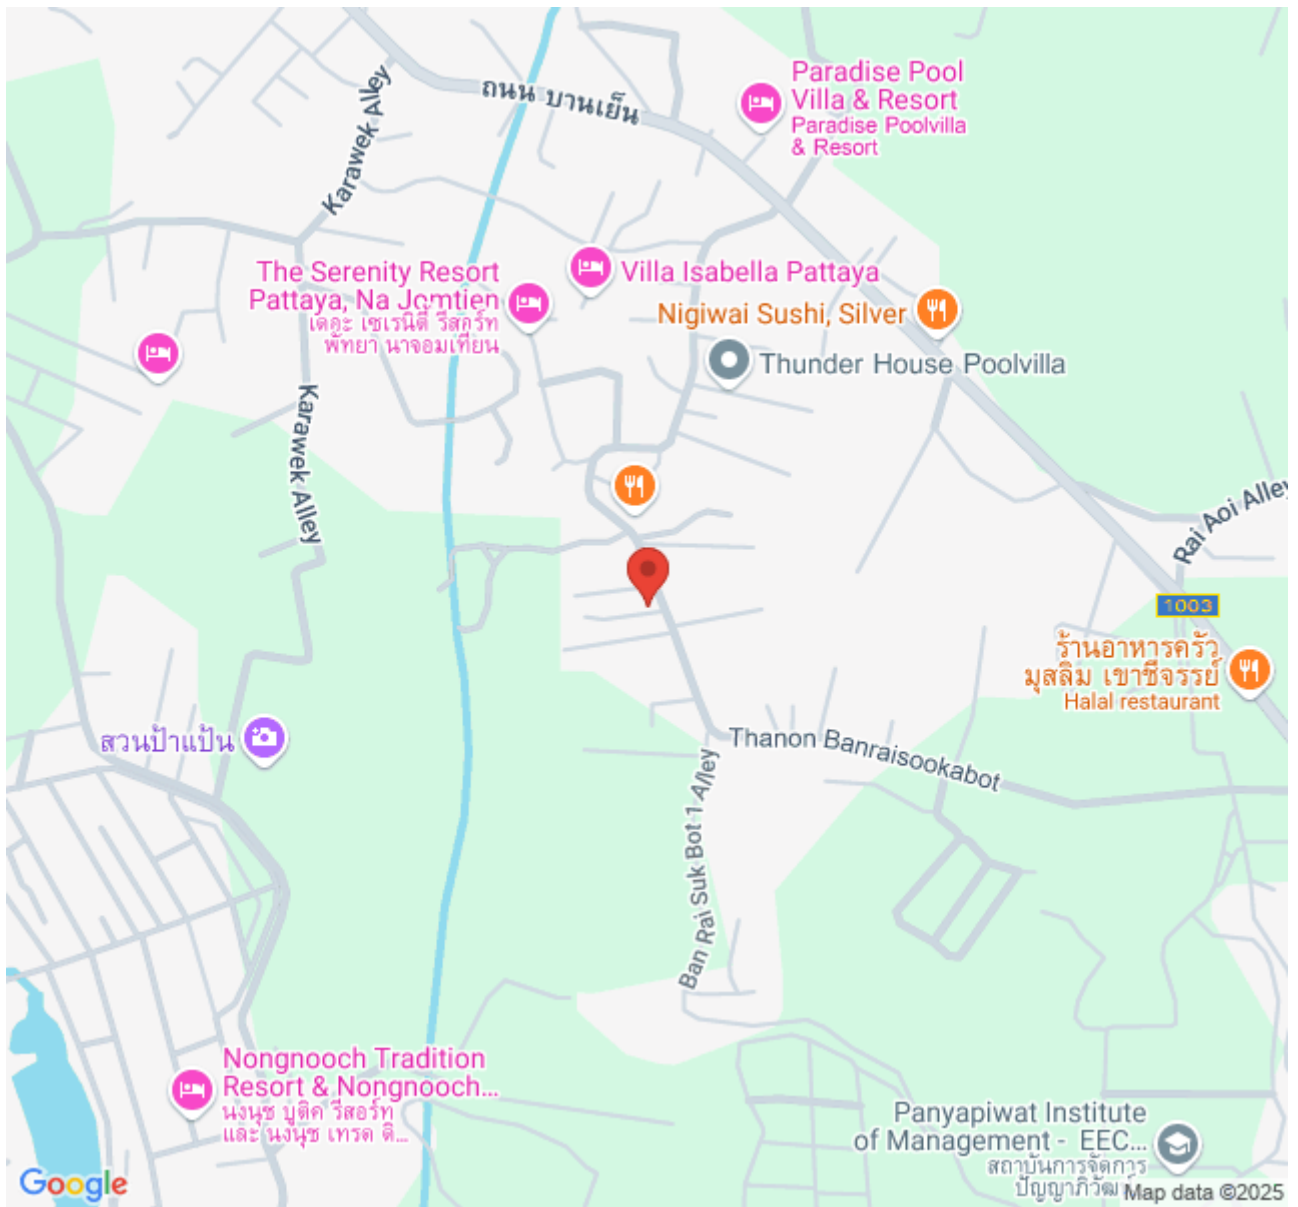 Paradise Pool
Villa & Resort
Paradise Poolvilla
& Resort
ถนน บานเย็น
Karawek Alley
The Serenity Resort
Pattaya, Na Jomtien
เดอะ เซเรนิตี้ รีสอร์ท
พัทยา นาจอมเทียน
Villa Isabella Pattaya
Nigiwai Sushi, Silver
Thunder House Poolvilla
Karawek Alley
Rai Aoi Alley
1003
ร้านอาหารครัว
มุสลิม เขาชีจรรย์
Halal restaurant
สวนป้าแป้น
Thanon Banraisookabot
Ban Rai Suk Bot 1 Alley
Nongnooch Tradition
Resort & Nongnooch...
นงนุช บูติค รีสอร์ท
และ นงนุช เทรด ดิ...
Panyapiwat Institute
of Management - EEC...
สถาบันการจัดการ
ปัญญาภิวัฒ
Google
Map data ©2025